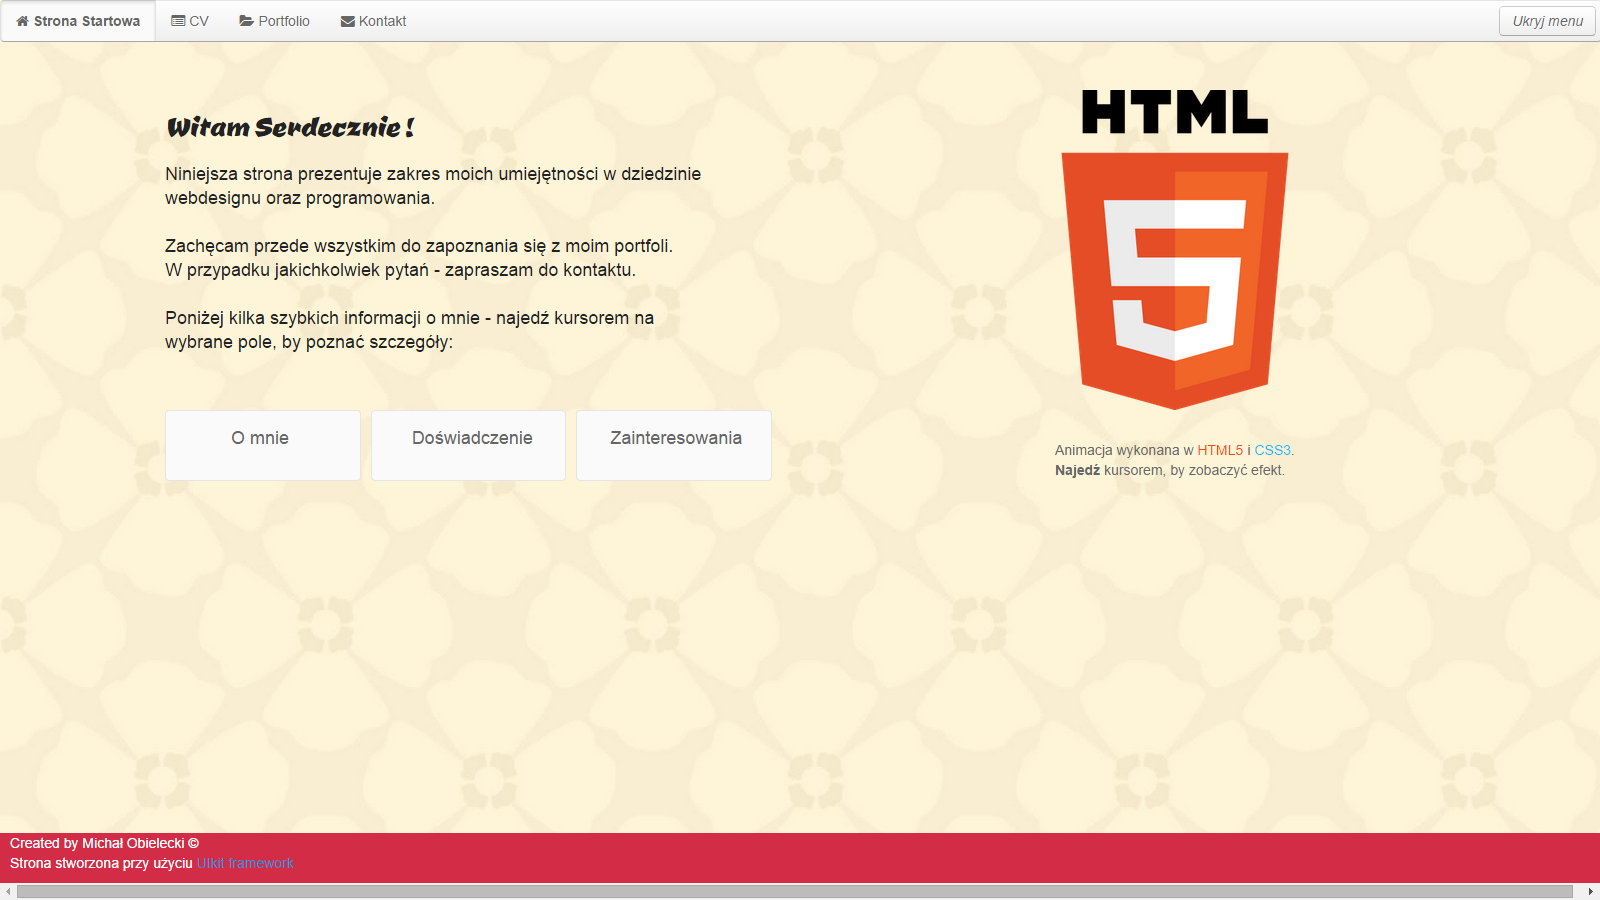 Strona Startowa CV Portfolio Kontakt Ukryj menu
Witam Serdecznie !
Niniejsza strona prezentuje zakres moich umiejętności w dziedzinie
webdesignu oraz programowania.
Zachęcam przede wszystkim do zapoznania się z moim portfoli.
W przypadku jakichkolwiek pytań - zapraszam do kontaktu.
Poniżej kilka szybkich informacji o mnie - najedź kursorem na
wybrane pole, by poznać szczegóły:
O mnie Doświadczenie Zainteresowania
HTML
5
Animacja wykonana w HTML5 i CSS3.
Najedź kursorem, by zobaczyć efekt.
Created by Michał Obielecki ©
Strona stworzona przy użyciu UIkit framework